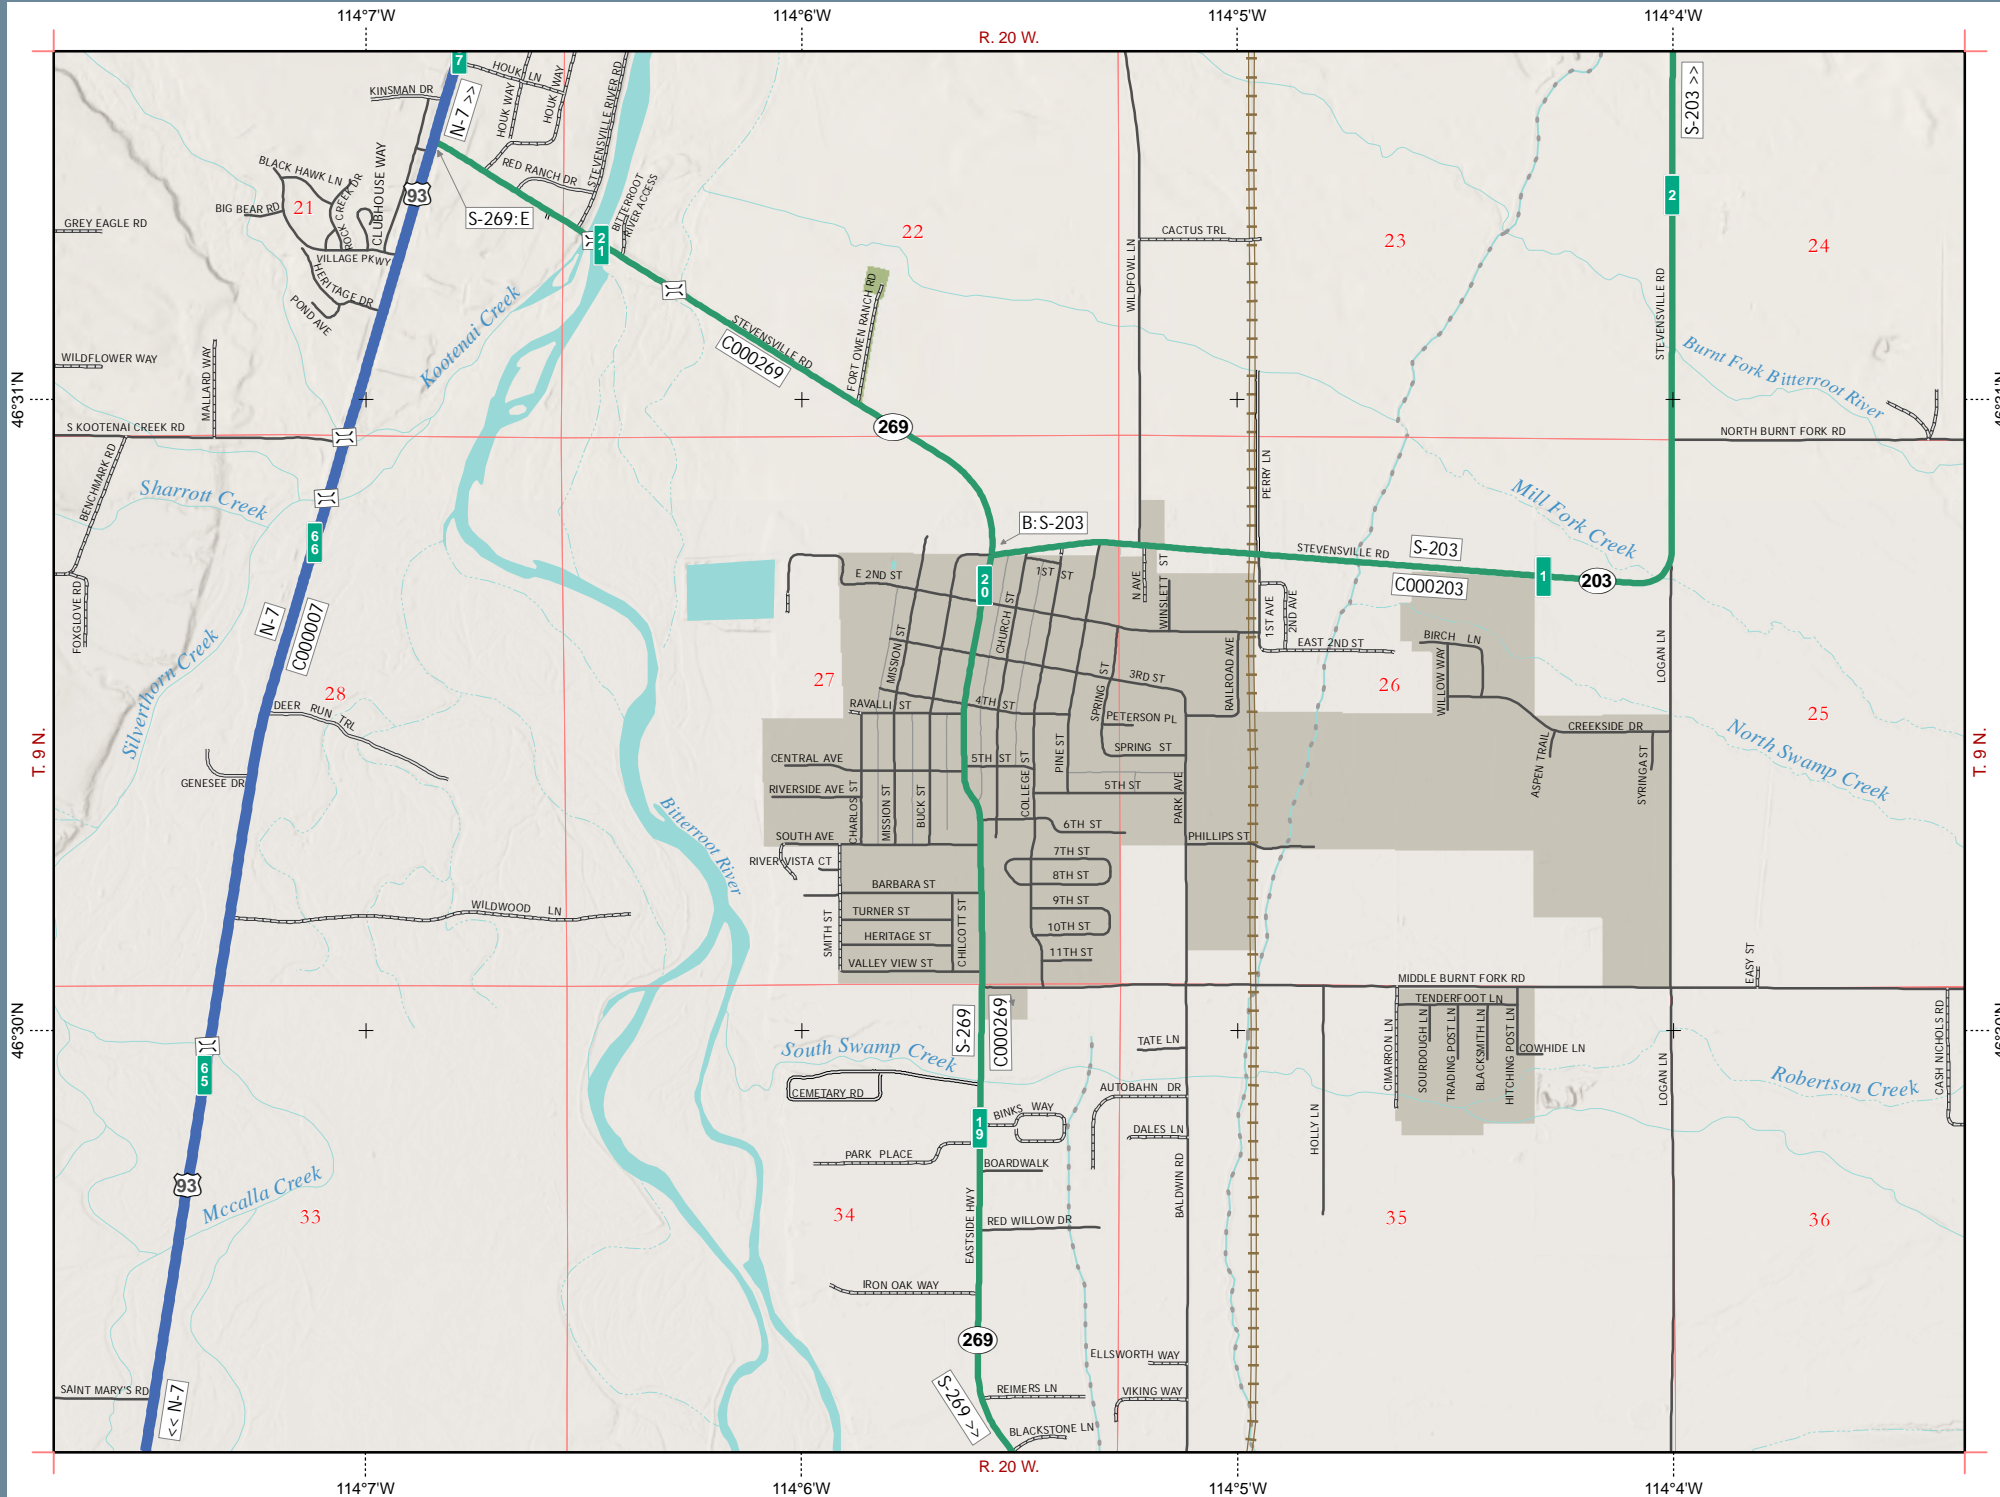 114°7'W
114°6'W
114°5'W
114°4'W
R. 20 W.
7
HOUK LN
KINSMAN DR
N-7 >>
HOUK WAY
HOUK WAY
STEVENSVILLE RIVER RD
S-203 >>
BLACK HAWK LN
ROCK CREEK DR
CLUBHOUSE WAY
93
RED RANCH DR
BITTERROOT
RIVER ACCESS
2
BIG BEAR RD
21
S-269:E
GREY EAGLE RD
22
CACTUS TRL
23
24
21
VILLAGE PKWY
HERITAGE DR
POND AVE
Kootenai Creek
WILDFOWL LN
STEVENSVILLE RD
FORT OWEN RANCH RD
STEVENSVILLE RD
C000269
Burnt Fork Bitterroot River
WILDFLOWER WAY
MALLARD WAY
46°31'N
S KOOTENAI CREEK RD
269
NORTH BURNT FORK RD
BENCHMARK RD
PERRY LN
Sharrott Creek
Mill Fork Creek
66
B:S-203
STEVENSVILLE RD
S-203
1
203
C000203
E 2ND ST
20
1ST ST
N AVE
WINSLETT ST
FOXGLOVE RD
N-7
C000007
CHURCH ST
MISSION ST
1ST AVE
2ND AVE
EAST 2ND ST
BIRCH LN
LOGAN LN
Silverthorn Creek
28
27
3RD ST
SPRING ST
RAILROAD AVE
26
WILLOW WAY
25
DEER RUN TRL
RAVALLI ST
4TH ST
PETERSON PL
CREEKSIDE DR
North Swamp Creek
T. 9 N.
T. 9 N.
CENTRAL AVE
5TH ST
PINE ST
SPRING ST
ASPEN TRAIL
SYRINGA ST
GENESEE DR
RIVERSIDE AVE
CHARLOS ST
MISSION ST
BUCK ST
COLLEGE ST
5TH ST
PARK AVE
Bitterroot River
SOUTH AVE
6TH ST
PHILLIPS ST
RIVER VISTA CT
7TH ST
8TH ST
BARBARA ST
WILDWOOD LN
TURNER ST
9TH ST
SMITH ST
HERITAGE ST
CHILCOTT ST
10TH ST
VALLEY VIEW ST
11TH ST
MIDDLE BURNT FORK RD
EASY ST
TENDERFOOT LN
46°30'N
S-269
C000269
65
South Swamp Creek
TATE LN
CIMARRON LN
SOURDOUGH LN
TRADING POST LN
BLACKSMITH LN
HITCHING POST LN
COWHIDE LN
LOGAN LN
Robertson Creek
CASH NICHOLS RD
CEMETARY RD
AUTOBAHN DR
19
BINKS WAY
DALES LN
HOLLY LN
PARK PLACE
BOARDWALK
BALDWIN RD
93
Mccalla Creek
33
34
EASTSIDE HWY
RED WILLOW DR
35
36
IRON OAK WAY
269
ELLSWORTH WAY
SAINT MARY'S RD
<< N-7
S-269 >>
REIMERS LN
VIKING WAY
BLACKSTONE LN
R. 20 W.
114°7'W
114°6'W
114°5'W
114°4'W